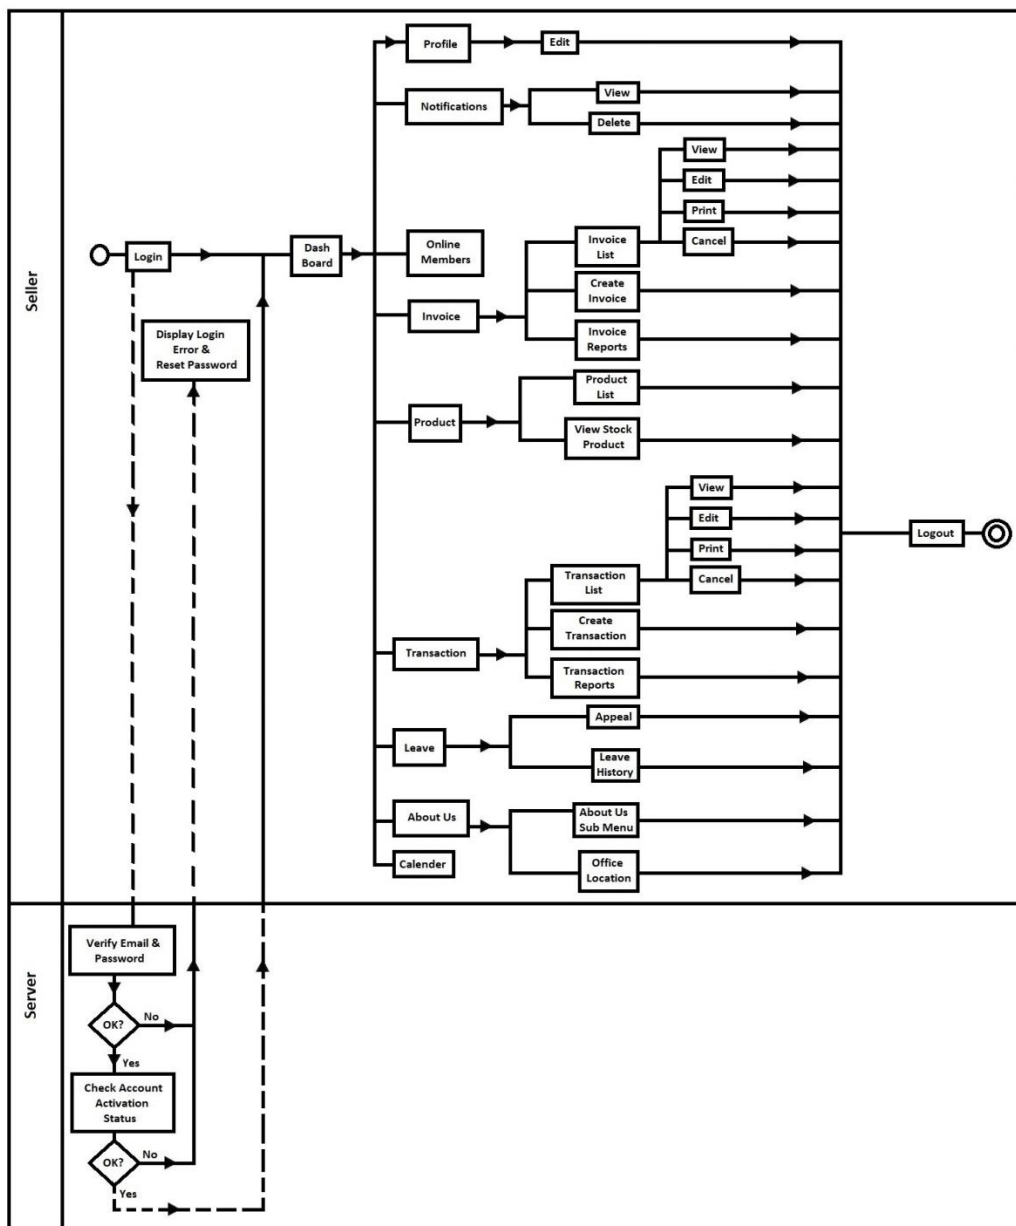 Seller
Profile
Edit
Notifications
View
Delete
View
Edit
Print
Cancel
Login
Dash
Board
Online
Members
Invoice
List
Create
Invoice
Invoice
Invoice
Reports
Display Login
Error &
Reset Password
Product
Product
List
View Stock
Product
View
Edit
Print
Cancel
Logout
Transaction
List
Create
Transaction
Transaction
Transaction
Reports
Leave
Appeal
Leave
History
About Us
About Us
Sub Menu
Calender
Office
Location
Server
Verify Email &
Password
OK?
No
Yes
Check Account
Activation
Status
OK?
No
Yes